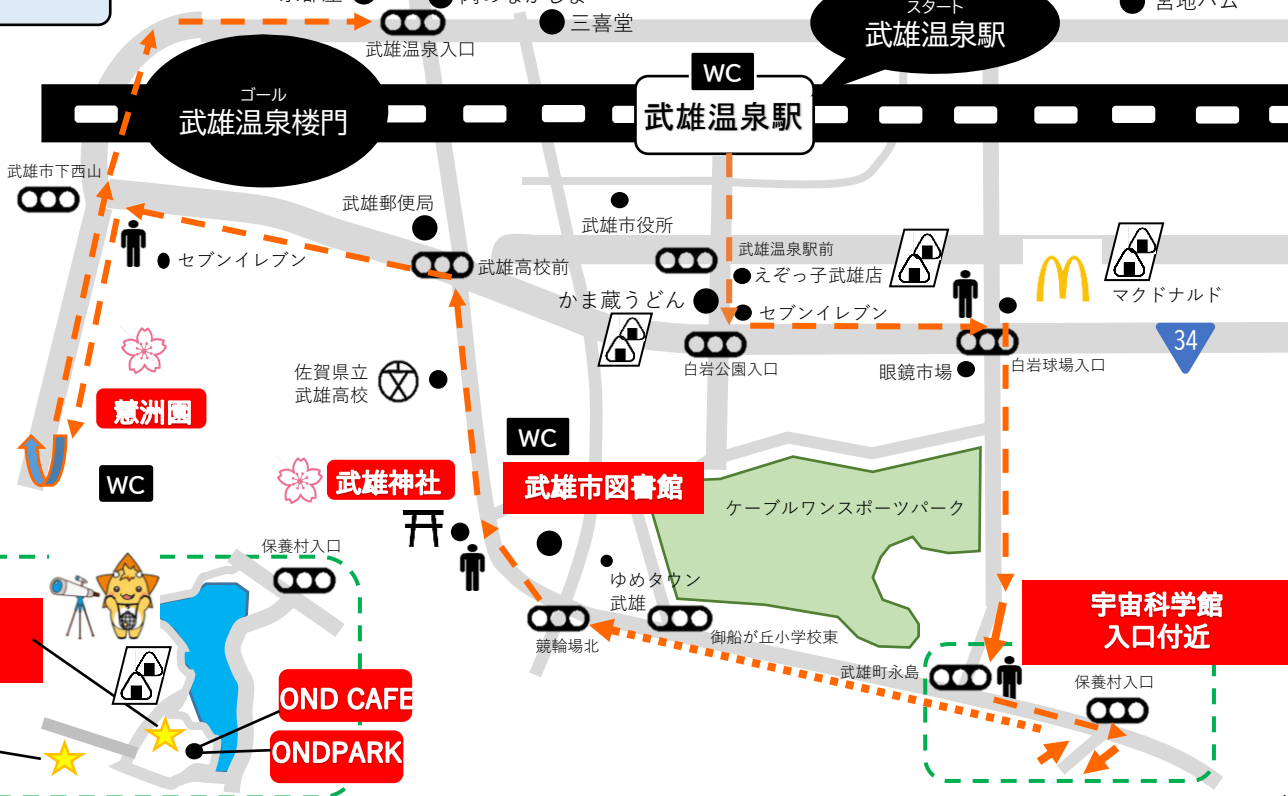 三喜堂
武雄温泉入口
スタート
武雄温泉駅
WC
武雄温泉駅
ゴール
武雄温泉楼門
武雄市下西山
武雄郵便局
武雄市役所
武雄高校前
セブンイレブン
武雄温泉駅前
えぞっ子武雄店
かま蔵うどん
セブンイレブン
マクドナルド
34
白岩公園入口
眼鏡市場
白岩球場入口
佐賀県立
武雄高校
慧洲園
WC
WC
武雄神社
武雄市図書館
ケーブルワンスポーツパーク
ゆめタウン
武雄
競輪場北
御船が丘小学校東
武雄町永島
宇宙科学館
入口付近
保養村入口
保養村入口
OND CAFE
ONDPARK